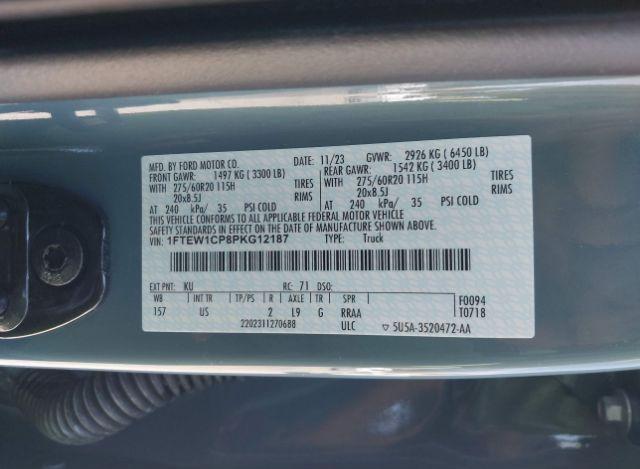 MFD. BY FORD MOTOR CO. DATE: 11/23 GVWR: 2926 KG ( 6450 LB)
FRONT GAWR: 1497 KG ( 3300 LB) REAR GAWR: 1542 KG ( 3400 LB)
WITH 275/60R20 115H TIRES WITH 275/60R20 115H TIRES
20x8.5J RIMS 20x8.5J RIMS
AT 240 kPa/ 35 PSI COLD AT 240 kPa/ 35 PSI COLD
THIS VEHICLE CONFORMS TO ALL APPLICABLE FEDERAL MOTOR VEHICLE
SAFETY STANDARDS IN EFFECT ON THE DATE OF MANUFACTURE SHOWN ABOVE.
VIN: 1FTEW1CP8PKG12187 TYPE: Truck
EXT PNT: KU RC: 71 DSO:
WB INT TR TP/PS R AXLE TR SPR F0094
157 US 2 L9 G RRAA T0718
2202311270688 ULC ▽ 5U5A-3520472-AA